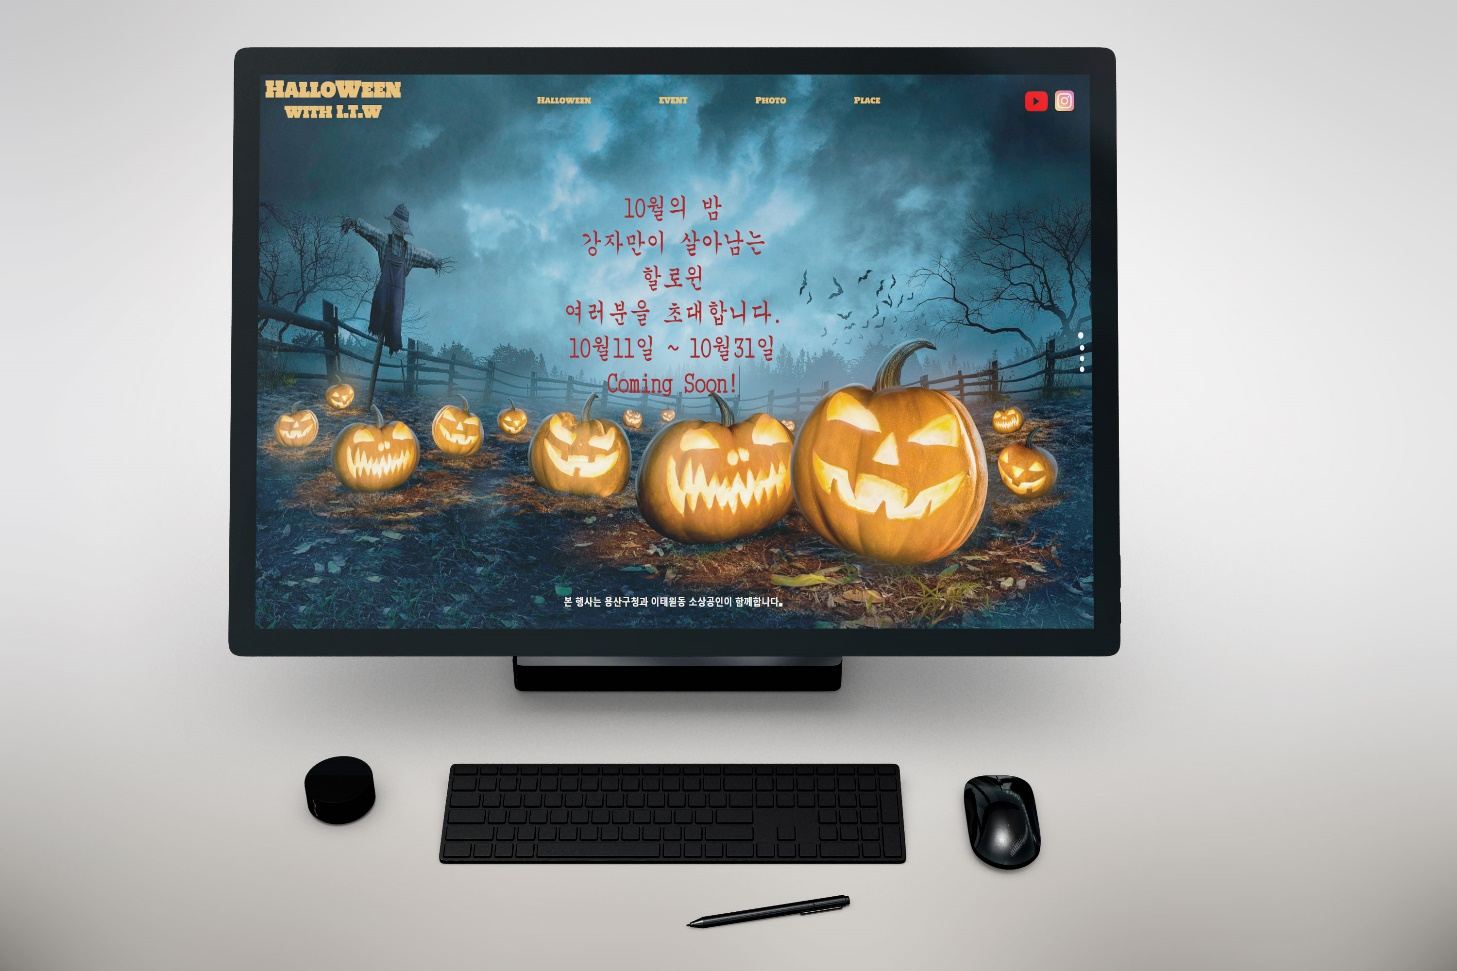 HALLOWEEN
WITH I.T.W
HALLOWEEN EVENT PHOTO PLACE
10월의 밤
강자만이 살아남는
할로윈
여러분을 초대합니다.
10월11일 ~ 10월31일
Coming Soon!
본 행사는 용산구청과 이태원동 소상공인이 함께합니다.